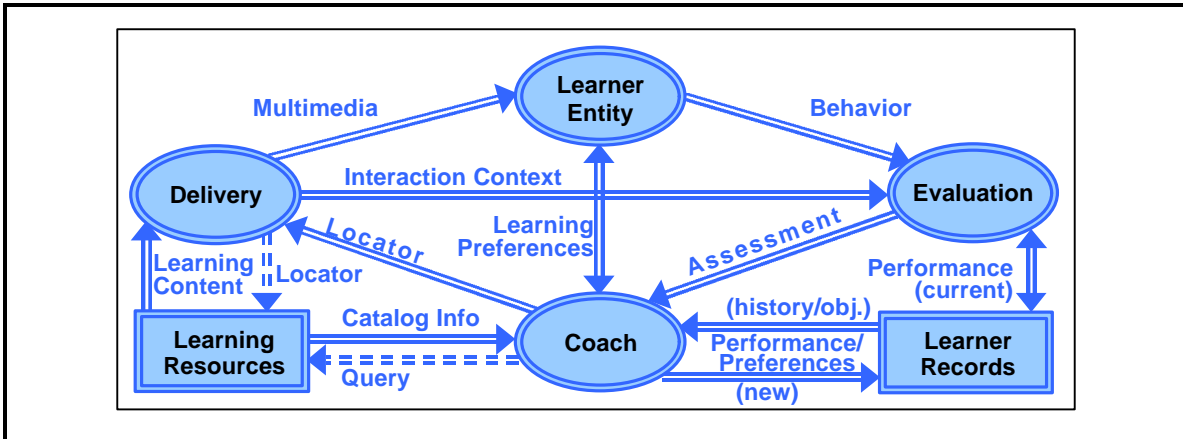 Learner
Entity
Multimedia
Behavior
Delivery
Interaction Context
Evaluation
Locator
Learning
Preferences
Assessment
Learning
Content
Locator
Performance
(current)
Learning
Resources
Catalog Info
Query
Coach
(history/obj.)
Performance/
Preferences
(new)
Learner
Records